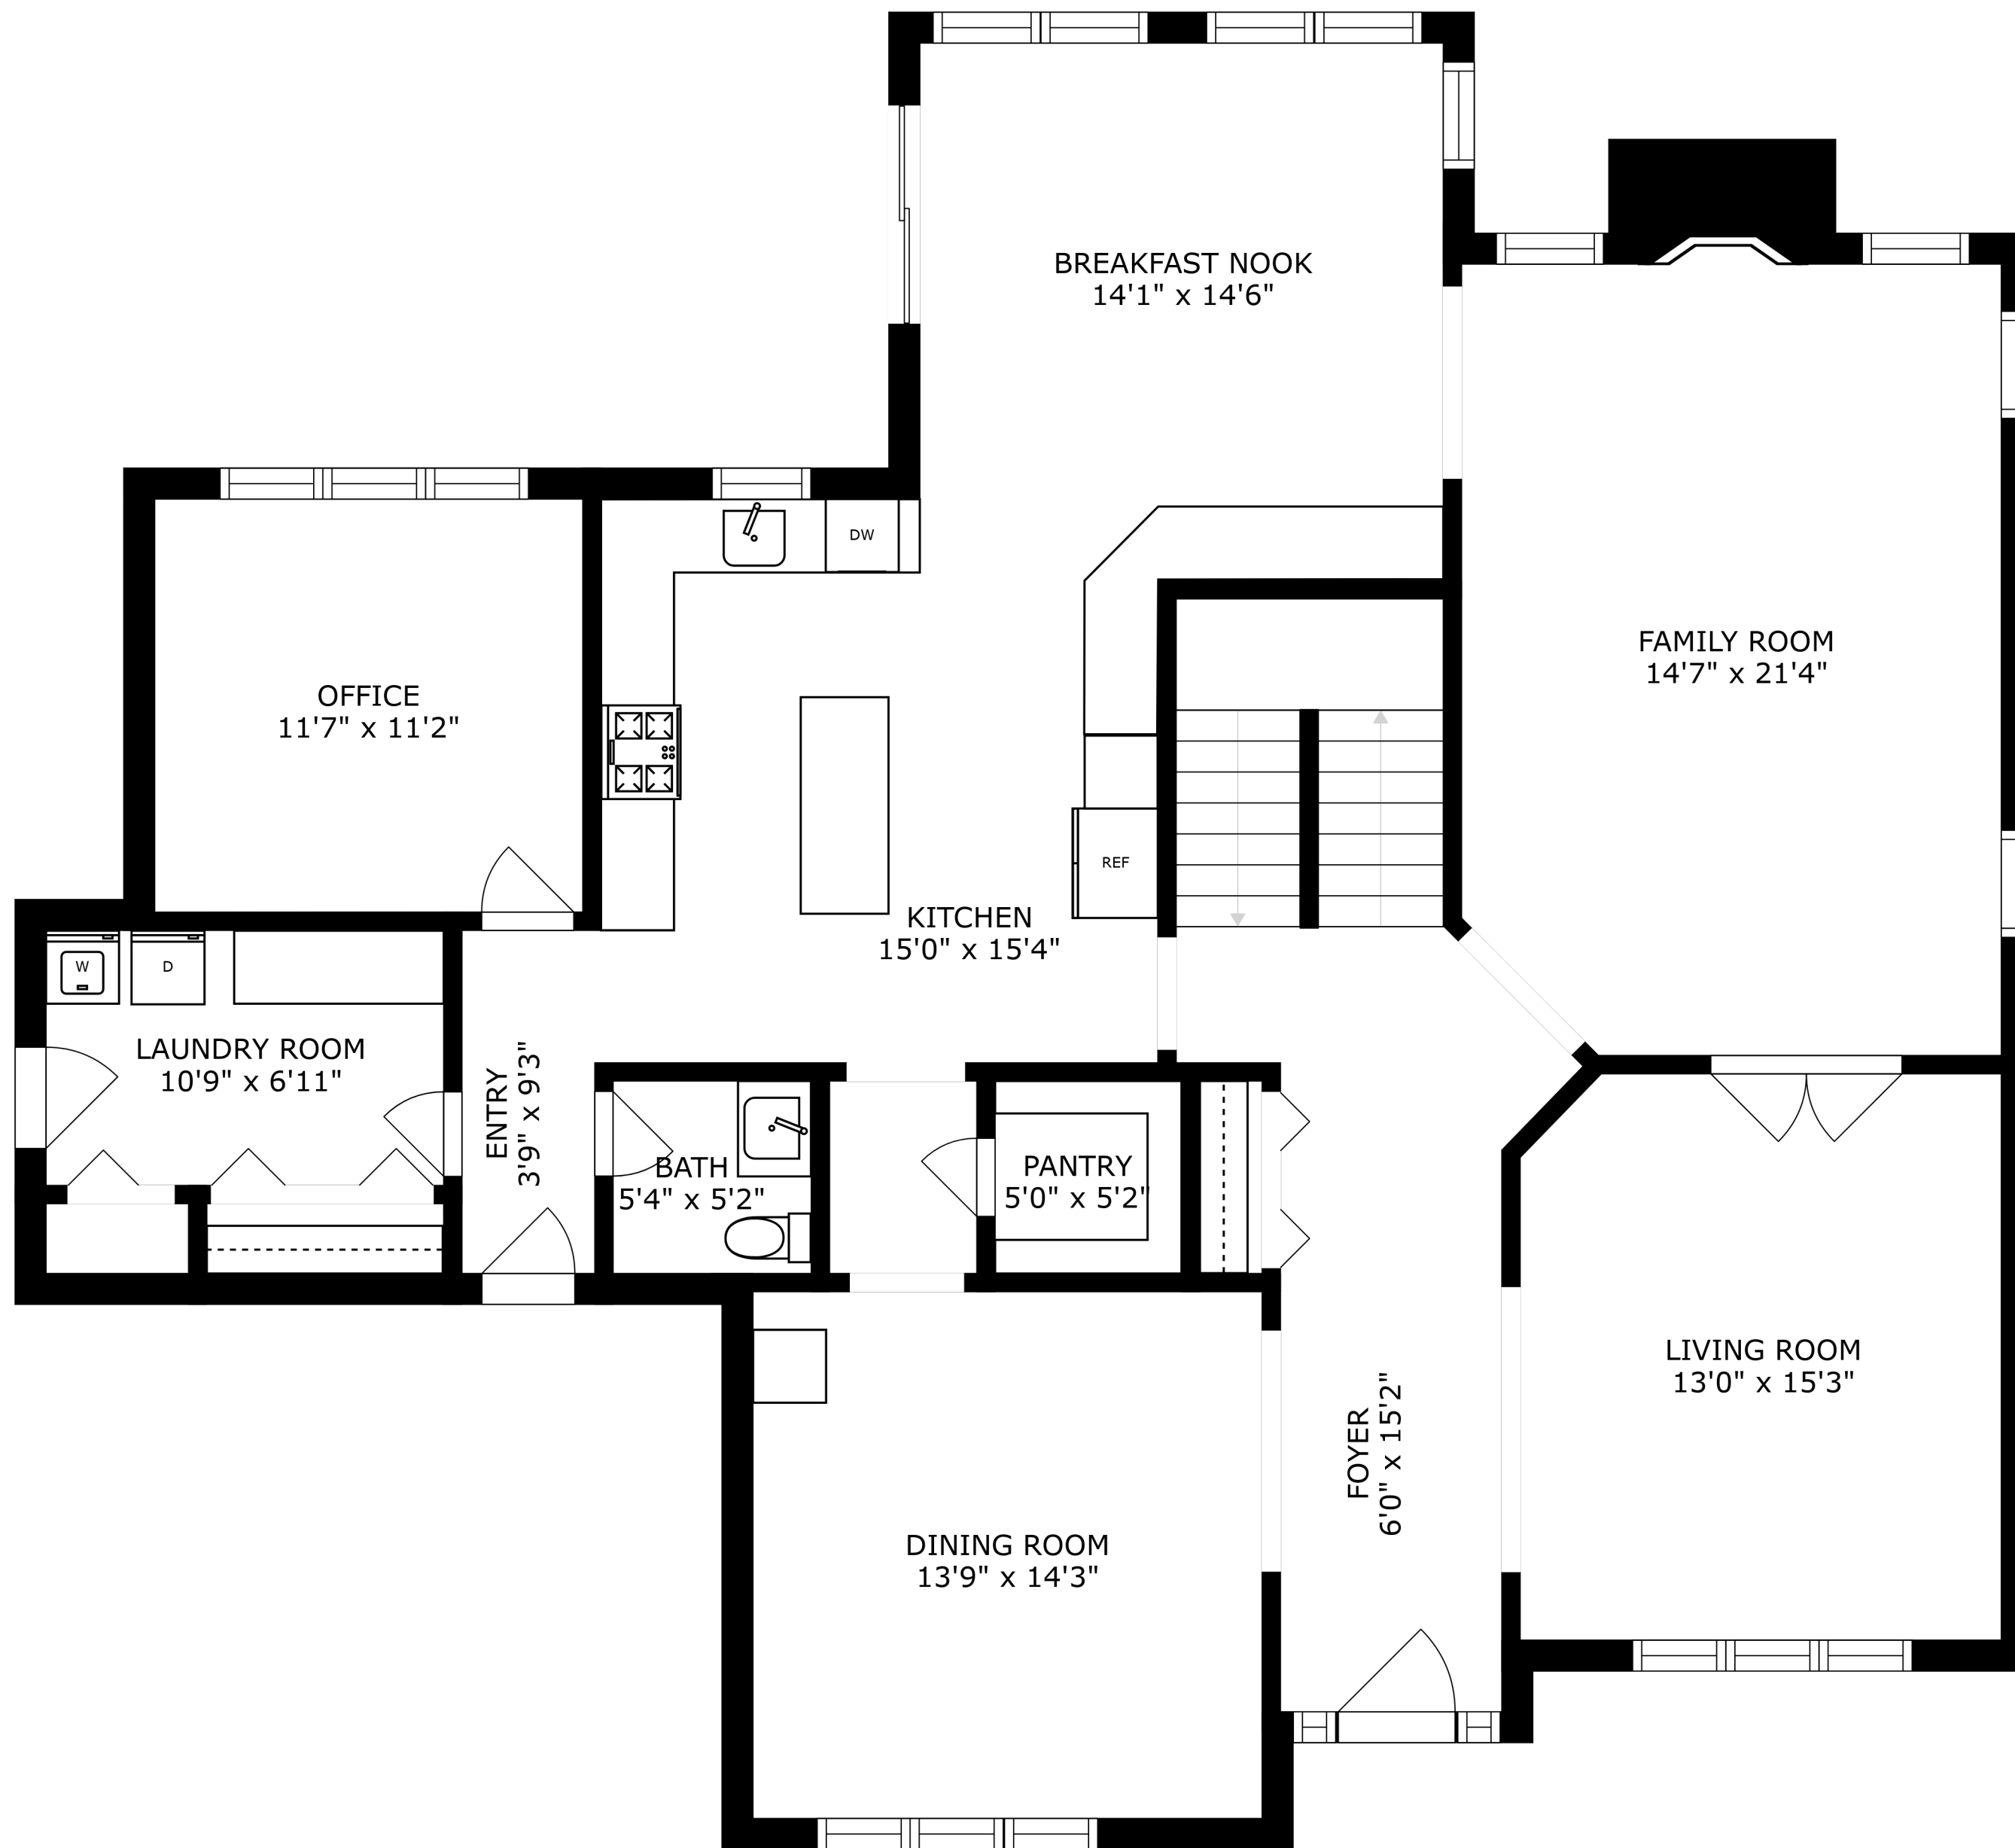 BREAKFAST NOOK
14'1" x 14'6"
DW
FAMILY ROOM
14'7" x 21'4"
OFFICE
11'7" x 11'2"
REF
KITCHEN
15'0" x 15'4"
W
D
LAUNDRY ROOM
10'9" x 6'11"
ENTRY
3'9" x 9'3"
BATH
5'4" x 5'2"
PANTRY
5'0" x 5'2"
LIVING ROOM
13'0" x 15'3"
FOYER
6'0" x 15'2"
DINING ROOM
13'9" x 14'3"